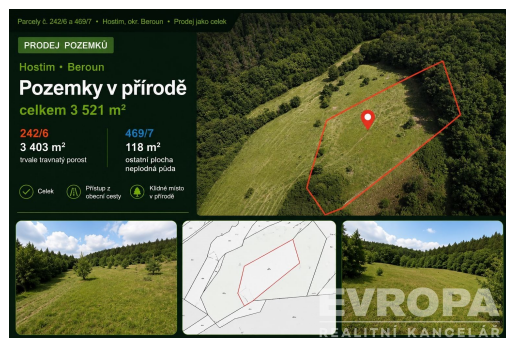 Parcely č. 242/6 a 469/7 • Hostim, okr. Beroun • Prodej jako celek
PRODEJ POZEMKŮ
Hostim • Beroun
Pozemky v přírodě
celkem 3 521 m²
242/6
3 403 m²
trvale travnatý porost
469/7
118 m²
ostatní plocha
neplodná půda
Celek
Přístup z
obecní cesty
Klidné místo
v přírodě
EVROPA
REALITNÍ KANCELÁŘ